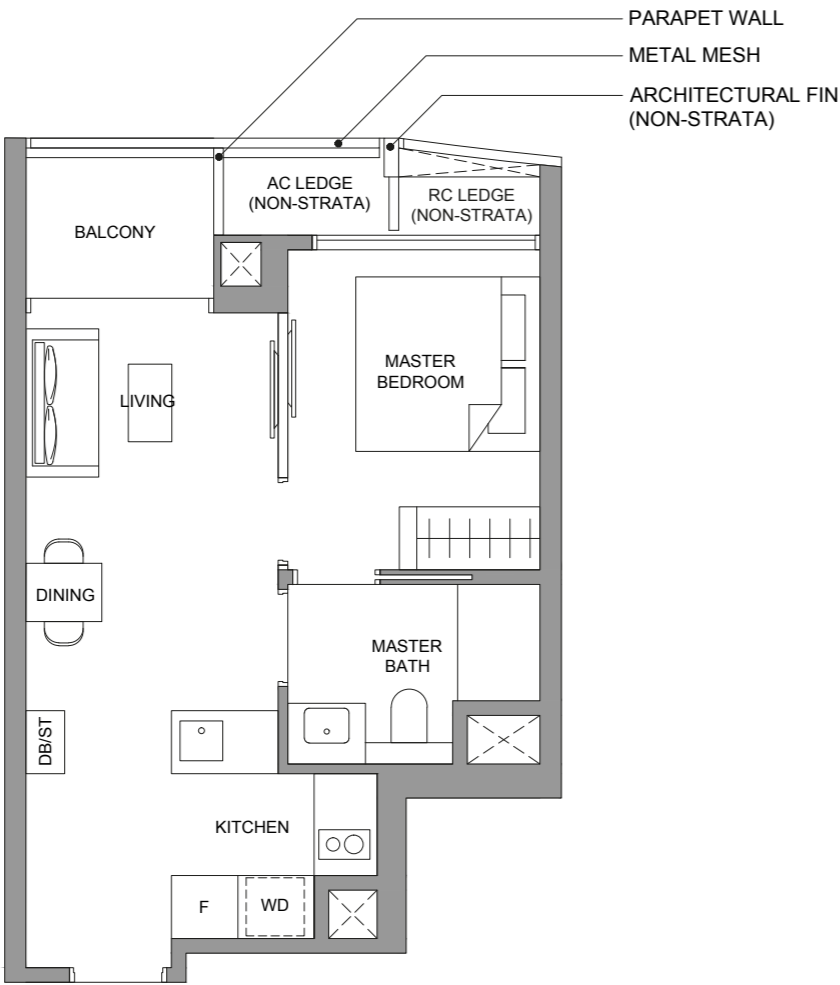 PARAPET WALL
METAL MESH
ARCHITECTURAL FIN
(NON-STRATA)
AC LEDGE
(NON-STRATA)
RC LEDGE
(NON-STRATA)
BALCONY
MASTER
BEDROOM
LIVING
DINING
MASTER
BATH
DB/ST
KITCHEN
F
WD